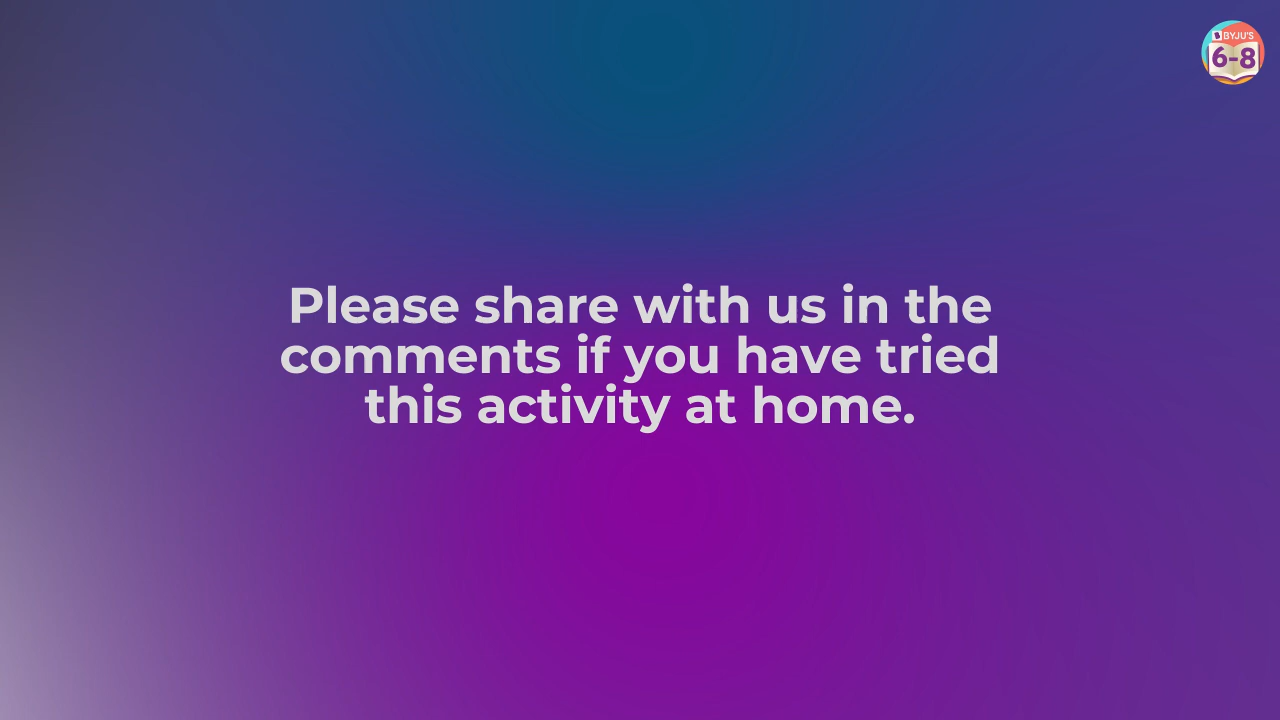 BYJU'S
6-8
Please share with us in the
comments if you have tried
this activity at home.